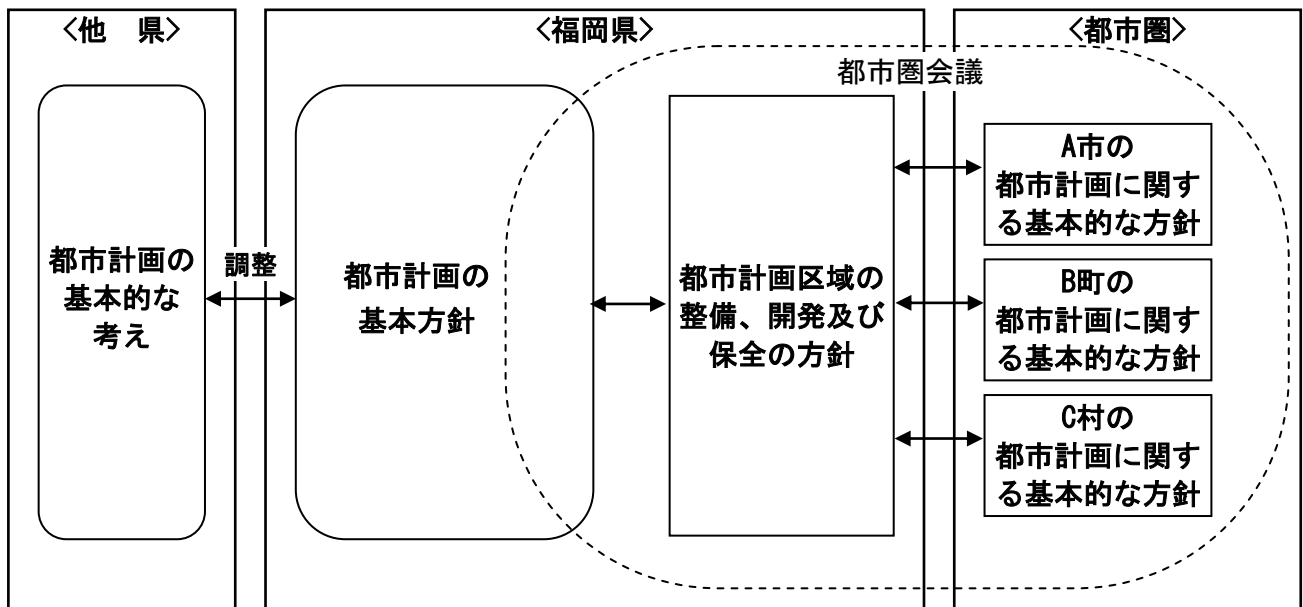 <他　県>
都市計画の
基本的な
考え
調整
<福岡県>
都市計画の
基本方針
都市計画区域の
整備、開発及び
保全の方針
都市圏会議
<都市圏>
A市の
都市計画に関す
る基本的な方針
B町の
都市計画に関す
る基本的な方針
C村の
都市計画に関す
る基本的な方針